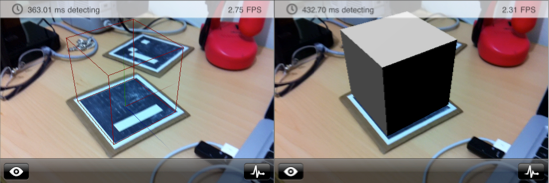 363.01 ms detecting
2.75 FPS
432.70 ms detecting
2.31 FPS